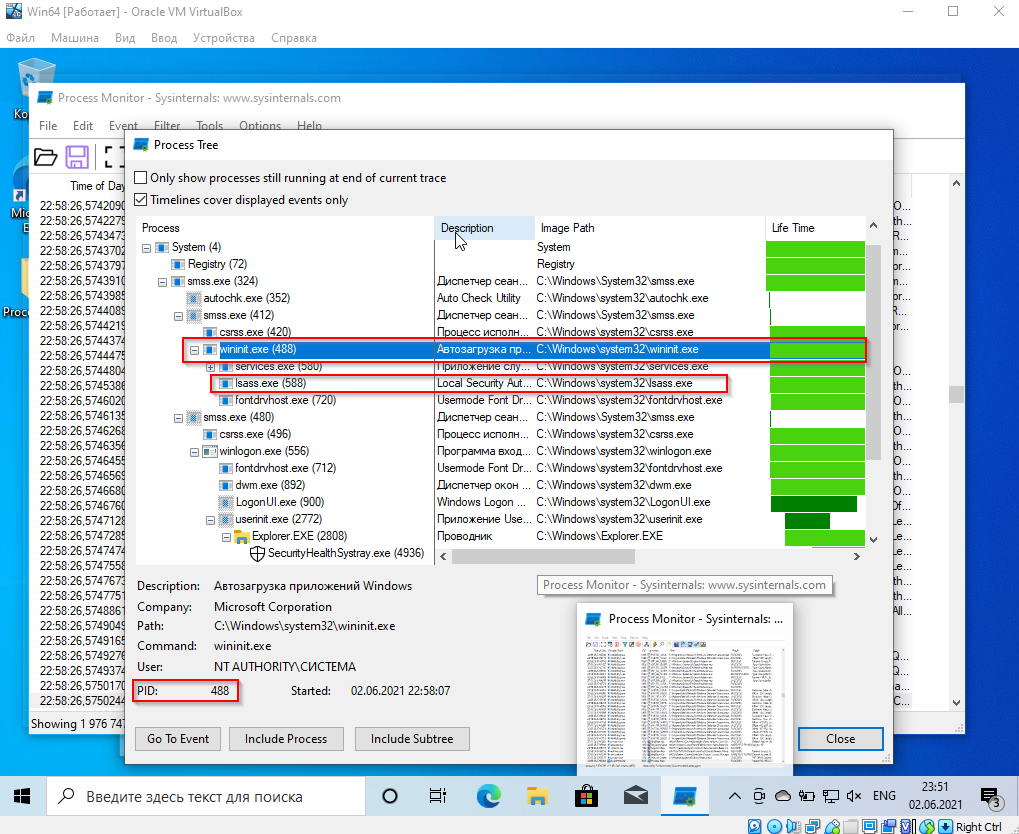 Win64 [Работает] - Oracle VM VirtualBox
Файл Машина Вид Ввод Устройства Справка
Process Monitor - Sysinternals: www.sysinternals.com
File Edit Event Filter Tools Options Help
Process Tree
Only show processes still running at end of current trace
Timelines cover displayed events only
Process Description Image Path Life Time
System (4) System
Registry (72) Registry
smss.exe (324) Диспетчер сеан... C:\Windows\System32\smss.exe
autochk.exe (352) Auto Check Utility C:\Windows\system32\autochk.exe
smss.exe (412) Диспетчер сеан... C:\Windows\System32\smss.exe
csrss.exe (420) Процесс исполн... C:\Windows\system32\csrss.exe
wininit.exe (488) Автозагрузка пр... C:\Windows\system32\wininit.exe
services.exe (580) Приложение слу... C:\Windows\system32\services.exe
lsass.exe (588) Local Security Aut... C:\Windows\system32\lsass.exe
fontdrvhost.exe (720) Usermode Font Dr... C:\Windows\system32\fontdrvhost.exe
smss.exe (480) Диспетчер сеан... C:\Windows\System32\smss.exe
csrss.exe (496) Процесс исполн... C:\Windows\system32\csrss.exe
winlogon.exe (556) Программа вход... C:\Windows\system32\winlogon.exe
fontdrvhost.exe (712) Usermode Font Dr... C:\Windows\system32\fontdrvhost.exe
dwm.exe (892) Диспетчер окон ... C:\Windows\system32\dwm.exe
LogonUI.exe (900) Windows Logon ... C:\Windows\system32\LogonUI.exe
userinit.exe (2772) Приложение Use... C:\Windows\system32\userinit.exe
Explorer.EXE (2808) Проводник C:\Windows\Explorer.EXE
SecurityHealthSystray.exe (4936)
Description: Автозагрузка приложений Windows
Company: Microsoft Corporation
Path: C:\Windows\system32\wininit.exe
Command: wininit.exe
User: NT AUTHORITY\СИСТЕМА
PID: 488 Started: 02.06.2021 22:58:07
Go To Event Include Process Include Subtree Close
Process Monitor - Sysinternals: www.sysinternals.com
Process Monitor - Sysinternals: ...
Time of Day
22:58:26,5742090
22:58:26,5742279
22:58:26,5743473
22:58:26,5743702
22:58:26,5743797
22:58:26,5743910
22:58:26,5743985
22:58:26,5744085
22:58:26,5744219
22:58:26,5744374
22:58:26,5744475
22:58:26,5744804
22:58:26,5745365
22:58:26,5746020
22:58:26,5746135
22:58:26,5746268
22:58:26,5746356
22:58:26,5746455
22:58:26,5746569
22:58:26,5746680
22:58:26,5746760
22:58:26,5747128
22:58:26,5747285
22:58:26,5747474
22:58:26,5747558
22:58:26,5747751
22:58:26,5748861
22:58:26,5749049
22:58:26,5749165
22:58:26,5749276
22:58:26,5749374
22:58:26,5750170
22:58:26,5750244
Showing 1 976 747
Введите здесь текст для поиска
ENG
23:51
02.06.2021
3
Right Ctrl